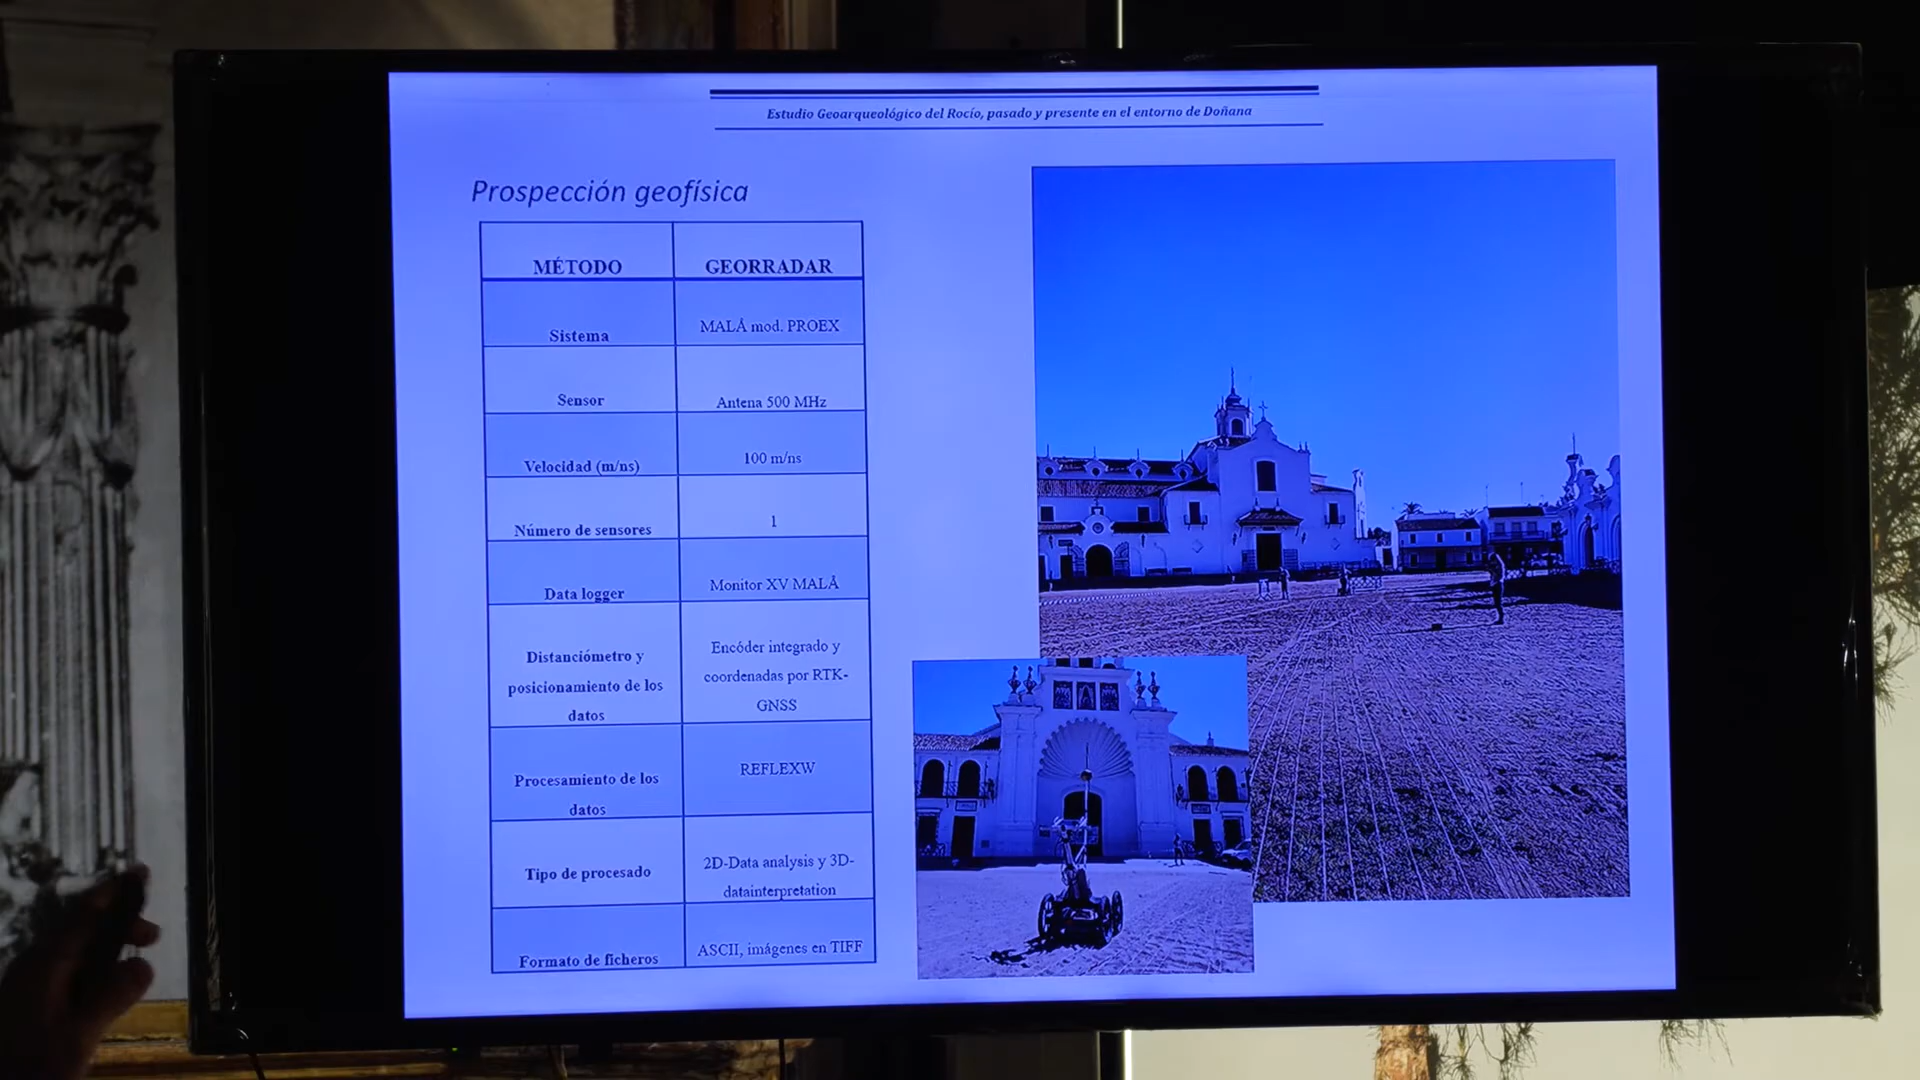 Estudio Geoarqueológico del Rocío, pasado y presente en el entorno de Doñana
Prospección geofísica
MÉTODO GEORRADAR
Sistema MALÅ mod. PROEX
Sensor Antena 500 MHz
Velocidad (m/ns) 100 m/ns
Número de sensores 1
Data logger Monitor XV MALÅ
Distanciómetro y
posicionamiento de los
datos
Encóder integrado y
coordenadas por RTK-
GNSS
Procesamiento de los
datos
REFLEXW
Tipo de procesado
2D-Data analysis y 3D-
datainterpretation
Formato de ficheros ASCII, imágenes en TIFF